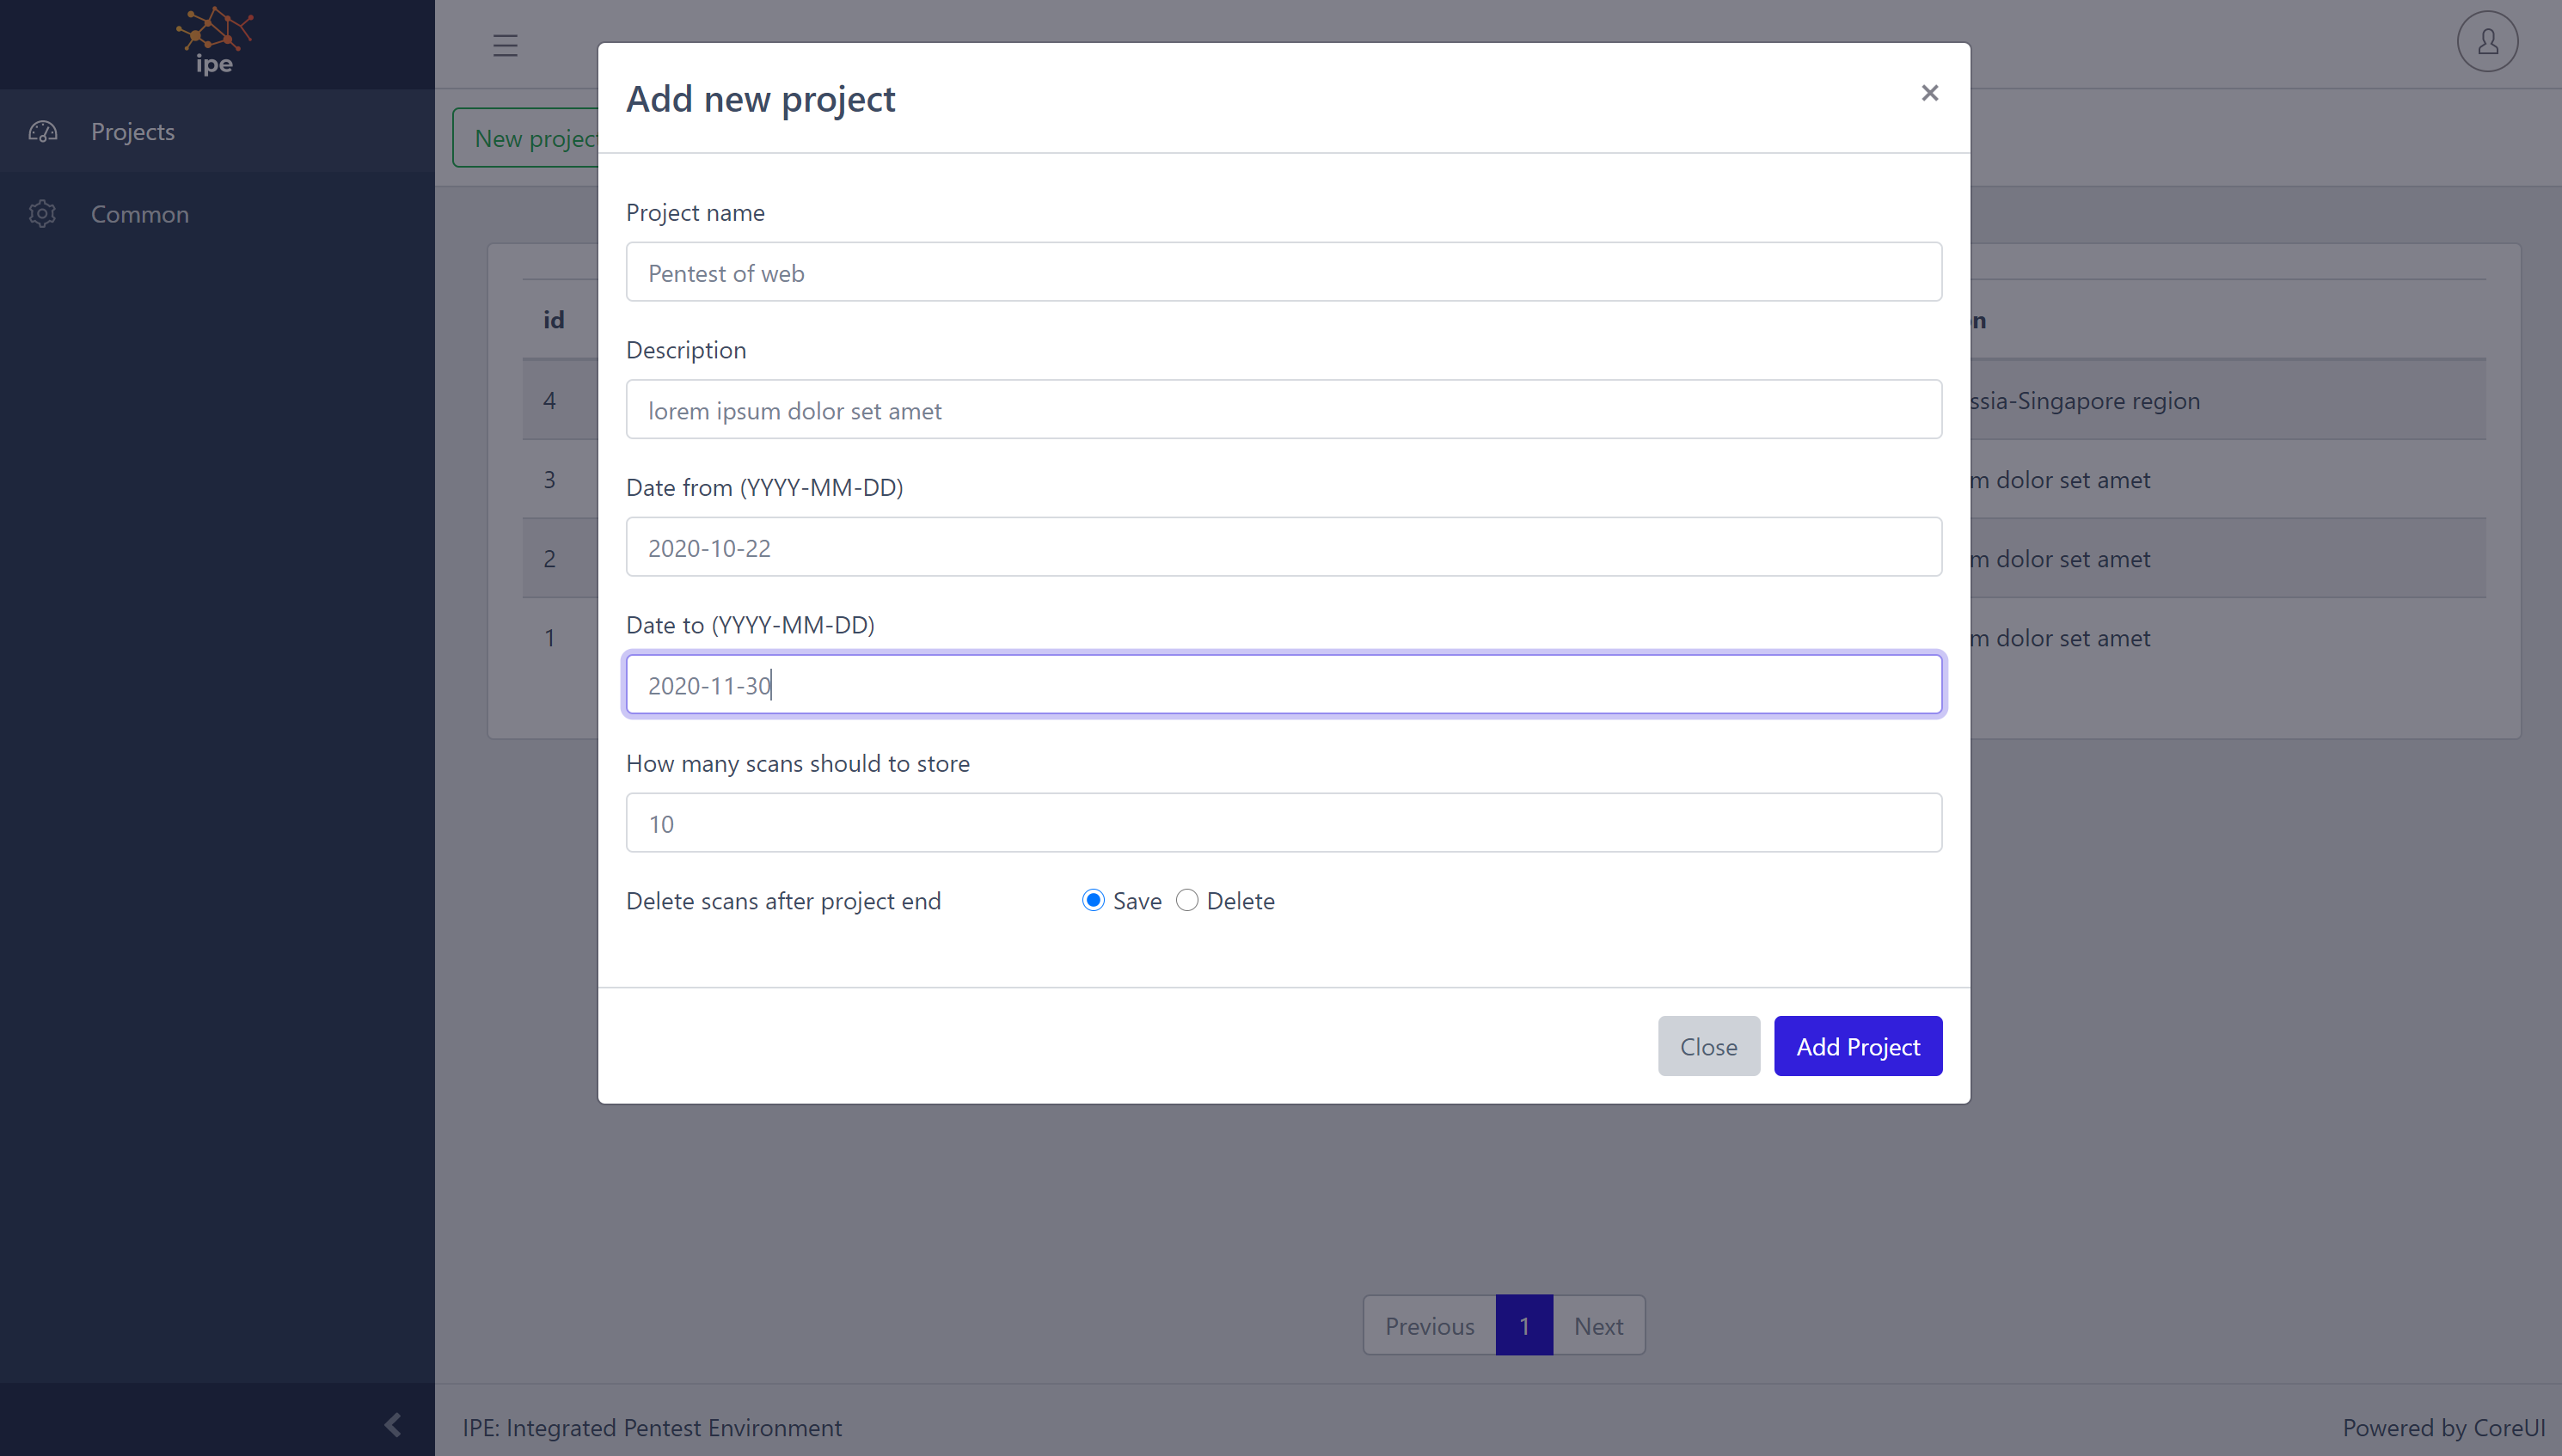 ipe
Projects
Common
New project
Add new project
×
Project name
Pentest of web
Description
lorem ipsum dolor set amet
Date from (YYYY-MM-DD)
2020-10-22
Date to (YYYY-MM-DD)
2020-11-30
How many scans should to store
10
Delete scans after project end Save Delete
Close Add Project
id n
4 ssia-Singapore region
3 m dolor set amet
2 m dolor set amet
1 m dolor set amet
Previous 1 Next
IPE: Integrated Pentest Environment Powered by CoreUI